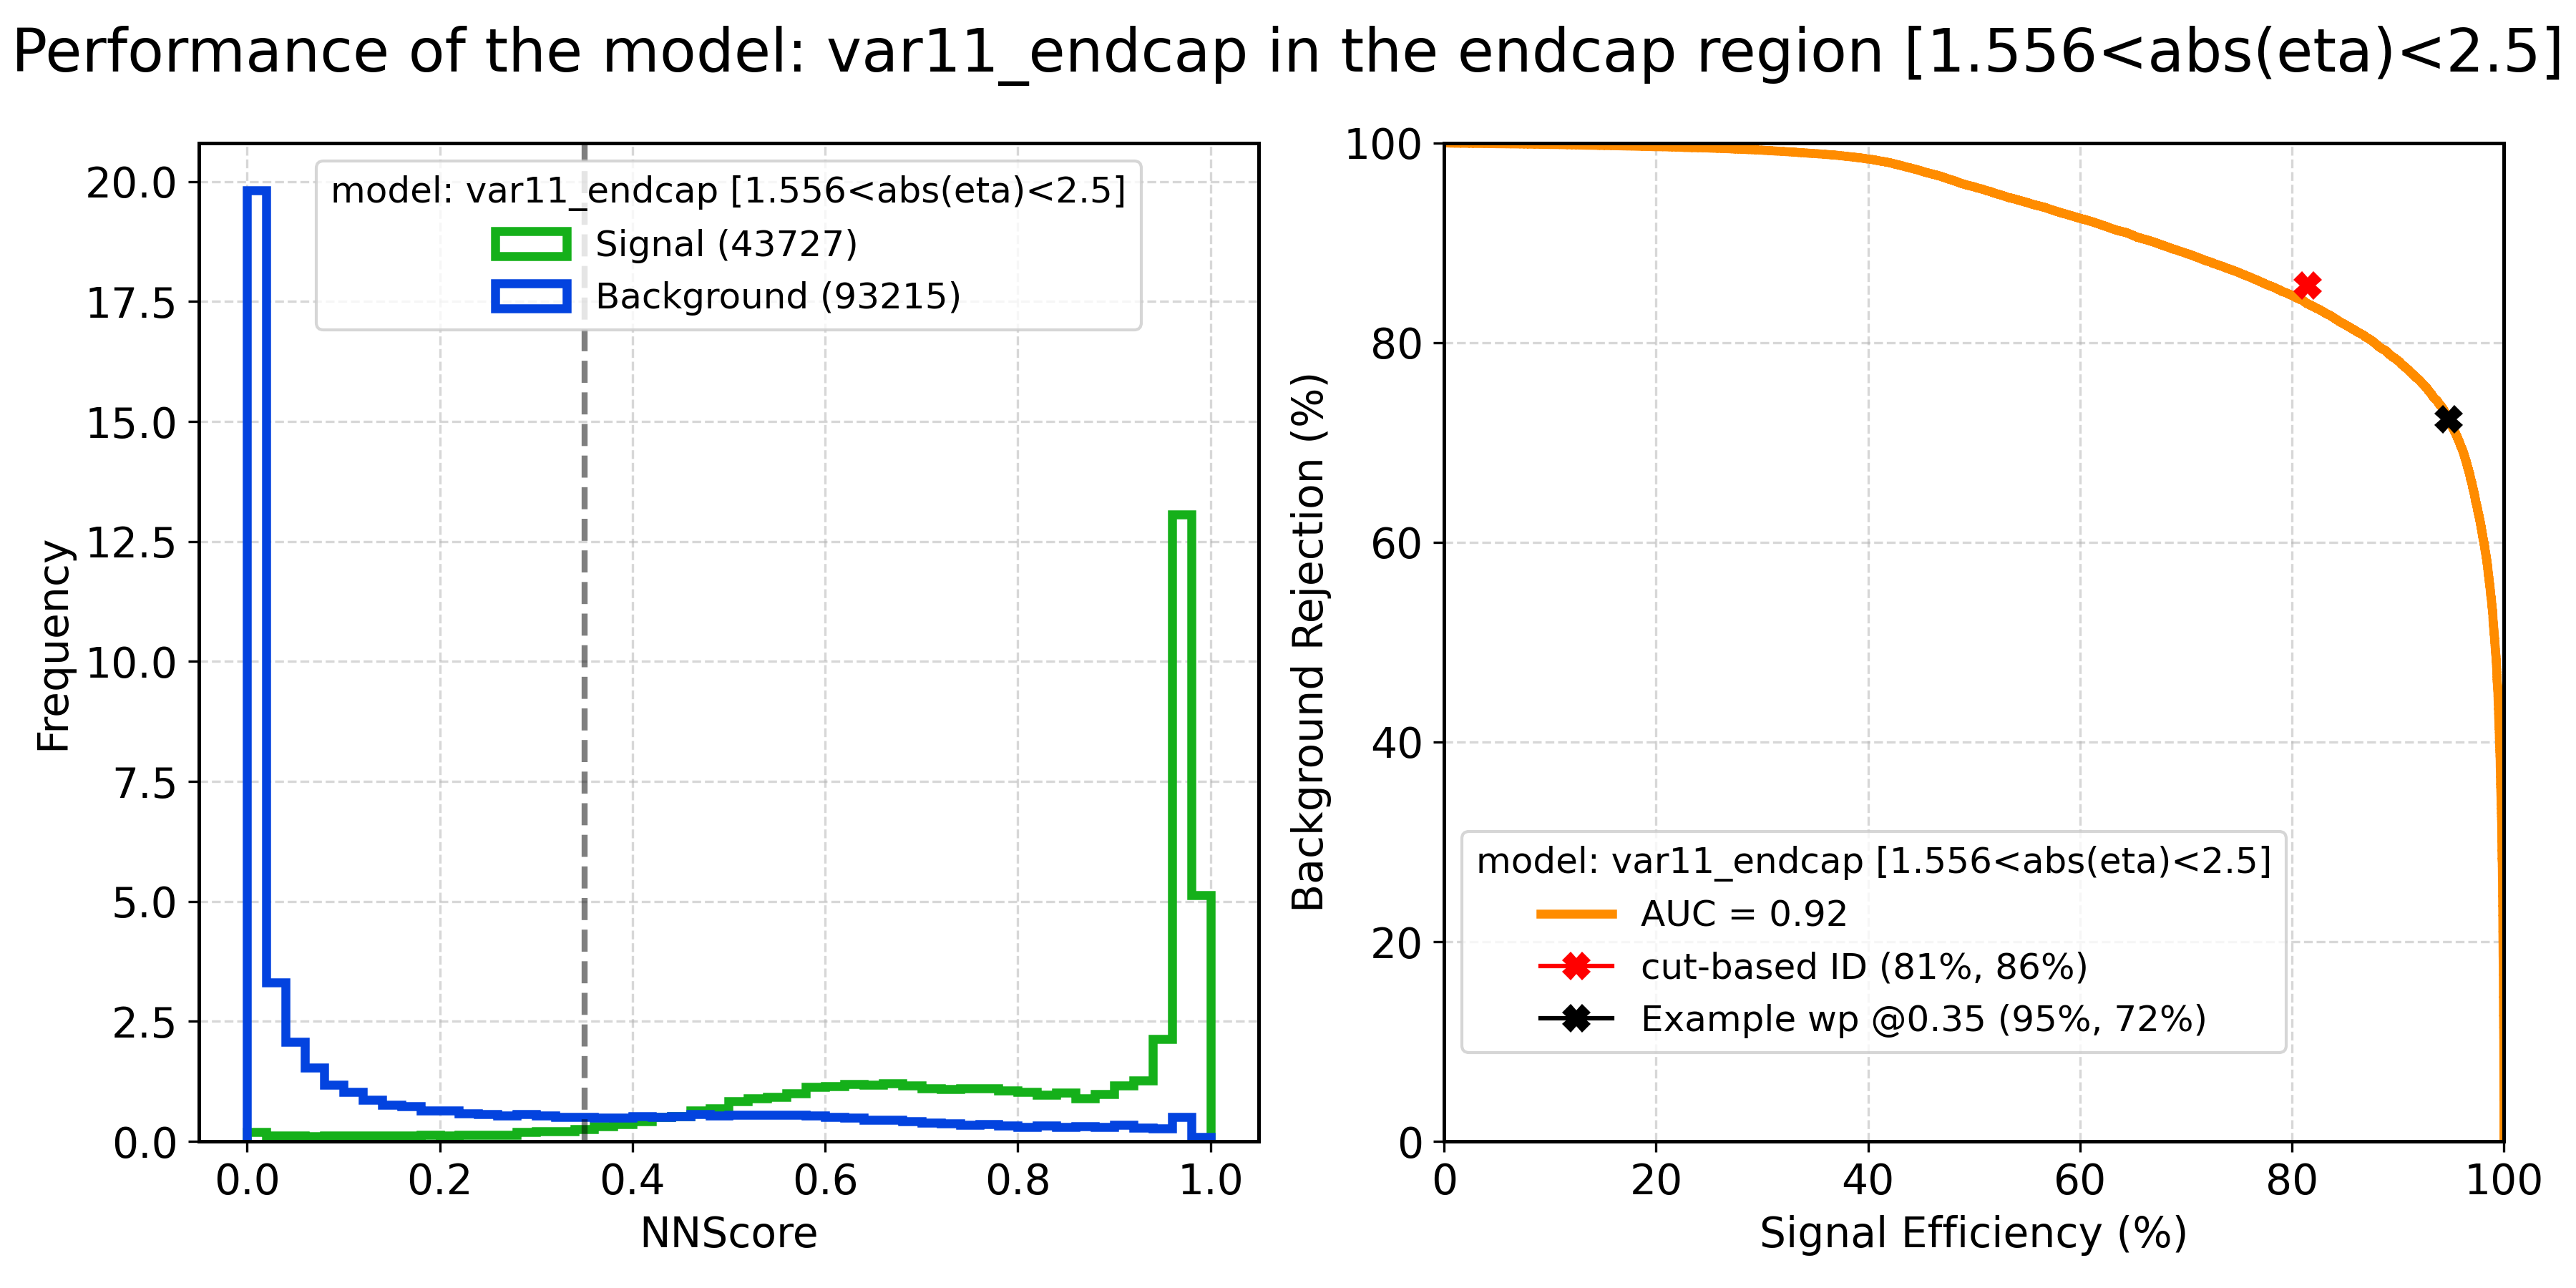 Performance of the model: var11_endcap in the endcap region [1.556<abs(eta)<2.5]
model: var11_endcap [1.556<abs(eta)<2.5]
Signal (43727)
Background (93215)
Frequency
20.0
17.5
15.0
12.5
10.0
7.5
5.0
2.5
0.0
0.0 0.2 0.4 0.6 0.8 1.0
NNScore
Background Rejection (%)
100
80
60
40
20
0
model: var11_endcap [1.556<abs(eta)<2.5]
AUC = 0.92
cut-based ID (81%, 86%)
Example wp @0.35 (95%, 72%)
0 20 40 60 80 100
Signal Efficiency (%)